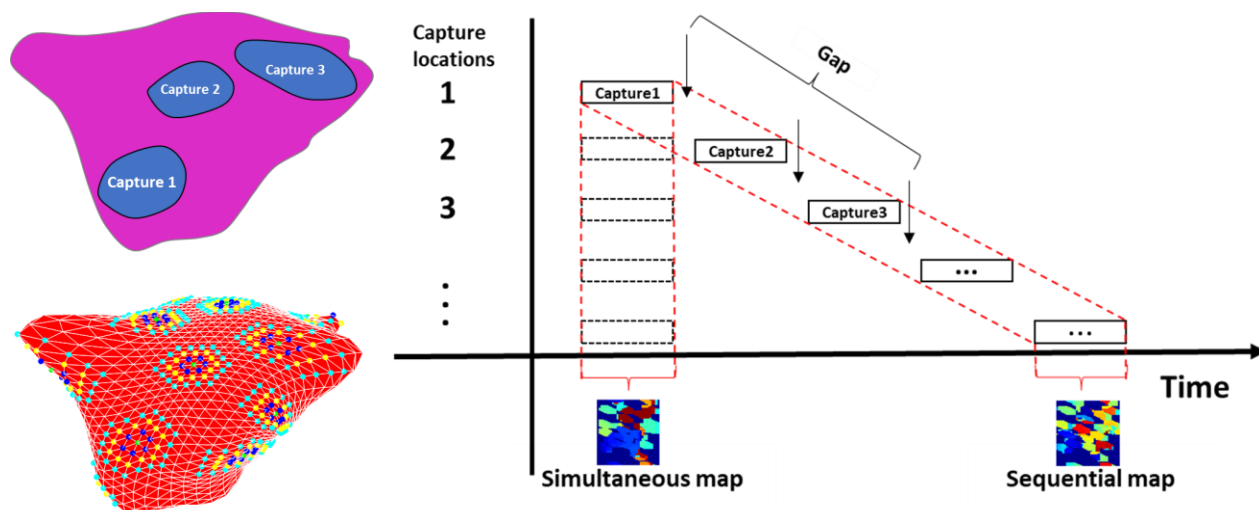 Capture 3
Capture 2
Capture 1
Capture
locations
1
2
3
.
.
.
Gap
Capture1
Capture2
Capture3
...
...
Time
Simultaneous map
Sequential map